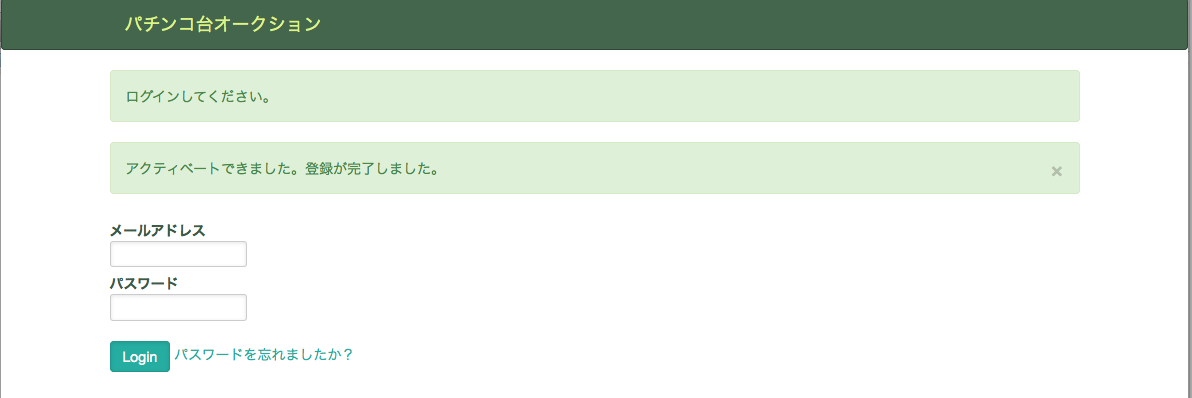 パチンコ台オークション
ログインしてください。
アクティベートできました。登録が完了しました。
×
メールアドレス
パスワード
Login パスワードを忘れましたか？